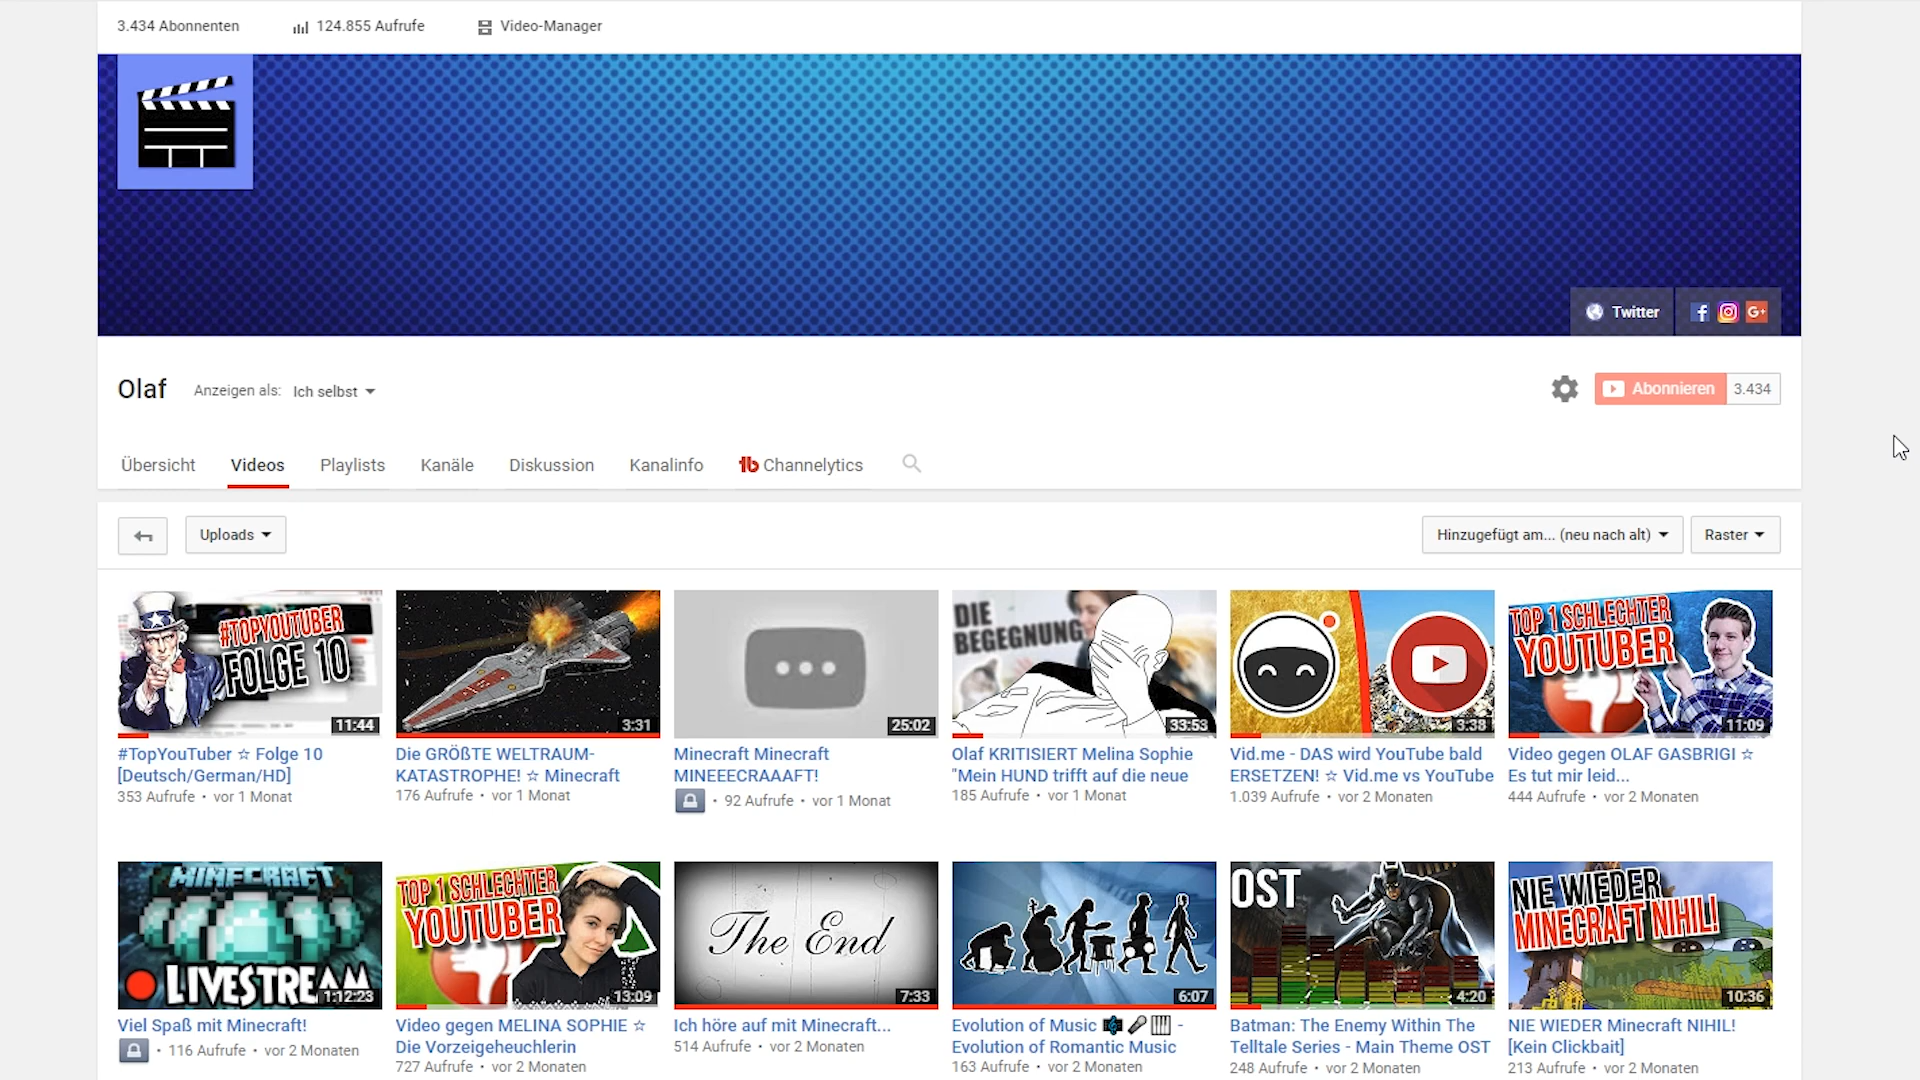 3.434 Abonnenten 124.855 Aufrufe Video-Manager
Twitter
Olaf Anzeigen als: Ich selbst
Abonnieren 3.434
Übersicht Videos Playlists Kanäle Diskussion Kanalinfo Channelytics
Uploads Hinzugefügt am... (neu nach alt) Raster
#TOPYOUTUBER
FOLGE 10
11:44
3:31
25:02
DIE
BEGEGNUNG
33:53
3:38
TOP 1 SCHLECHTER
YOUTUBER
11:09
#TopYouTuber ☆ Folge 10
[Deutsch/German/HD]
353 Aufrufe • vor 1 Monat
Die GRÖßTE WELTRAUM-
KATASTROPHE! ☆ Minecraft
176 Aufrufe • vor 1 Monat
Minecraft Minecraft
MINEEECRAAAFT!
• 92 Aufrufe • vor 1 Monat
Olaf KRITISIERT Melina Sophie
"Mein HUND trifft auf die neue
185 Aufrufe • vor 1 Monat
Vid.me - DAS wird YouTube bald
ERSETZEN! ☆ Vid.me vs YouTube
1.039 Aufrufe • vor 2 Monaten
Video gegen OLAF GASBRIGI ☆
Es tut mir leid...
444 Aufrufe • vor 2 Monaten
MINECRAFT
LIVESTREAM
1:12:23
TOP 1 SCHLECHTER
YOUTUBER
13:09
The End
7:33
6:07
OST
4:20
NIE WIEDER
MINECRAFT NIHIL!
10:36
Viel Spaß mit Minecraft!
• 116 Aufrufe • vor 2 Monaten
Video gegen MELINA SOPHIE ☆
Die Vorzeigeheuchlerin
727 Aufrufe • vor 2 Monaten
Ich höre auf mit Minecraft...
514 Aufrufe • vor 2 Monaten
Evolution of Music 🎼🎤🎹 -
Evolution of Romantic Music
163 Aufrufe • vor 2 Monaten
Batman: The Enemy Within The
Telltale Series - Main Theme OST
248 Aufrufe • vor 2 Monaten
NIE WIEDER Minecraft NIHIL!
[Kein Clickbait]
213 Aufrufe • vor 2 Monaten